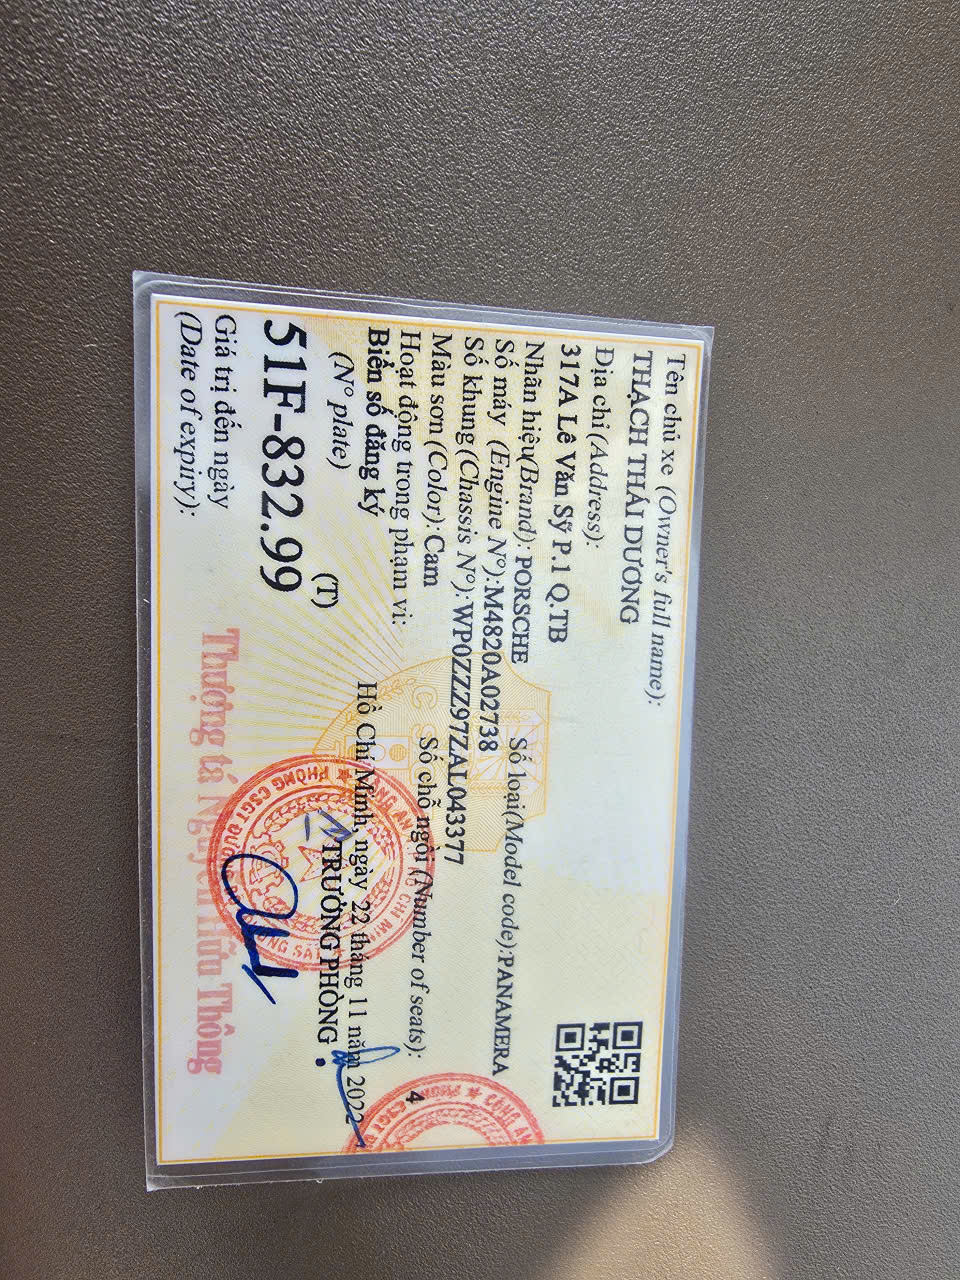 Tên chủ xe (Owner's full name):
THẠCH THÁI DƯƠNG
Địa chỉ (Address):
317A Lê Văn Sỹ P.1 Q.TB
Nhãn hiệu(Brand): PORSCHE Số loại(Model code):PANAMERA
Số máy (Engine N°):M4820A02738
Số khung(Chassis N°):WP0ZZZ97ZAL043377
Màu sơn (Color):Cam Số chỗ ngồi (Number of seats): 4
Hoạt động trong phạm vi:
Biển số đăng ký Hồ Chí Minh, ngày 22 tháng 11 năm 2022
(N° plate) (T) TRƯỞNG PHÒNG
51F-832.99
Giá trị đến ngày
(Date of expiry):
Thượng tá Nguyễn Hữu Thông